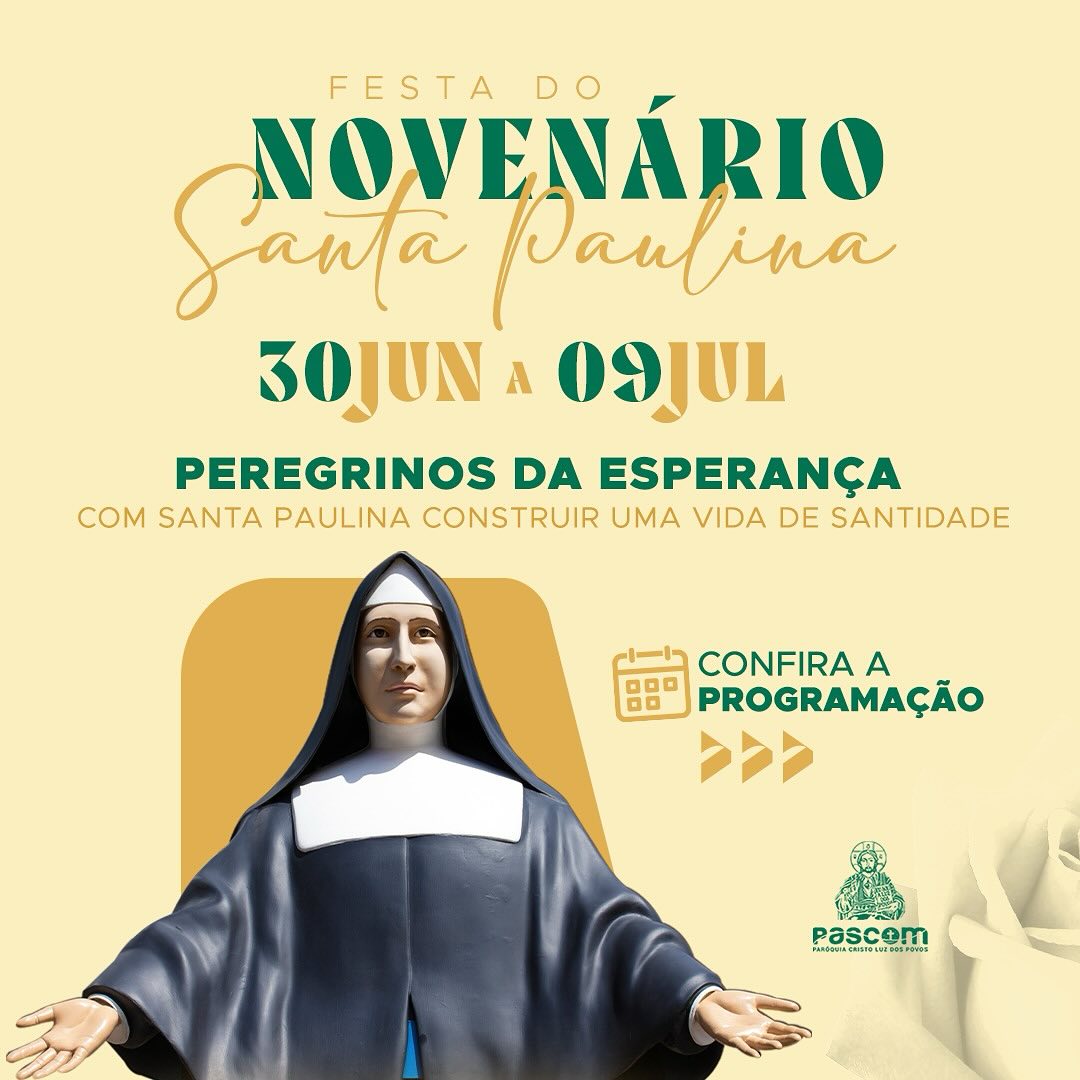 FESTA DO
NOVENÁRIO
Santa Paulina
30JUN A 09JUL
PEREGRINOS DA ESPERANÇA
COM SANTA PAULINA CONSTRUIR UMA VIDA DE SANTIDADE
CONFIRA A
PROGRAMAÇÃO
PASCOM
PARÓQUIA CRISTO LUZ DOS POVOS